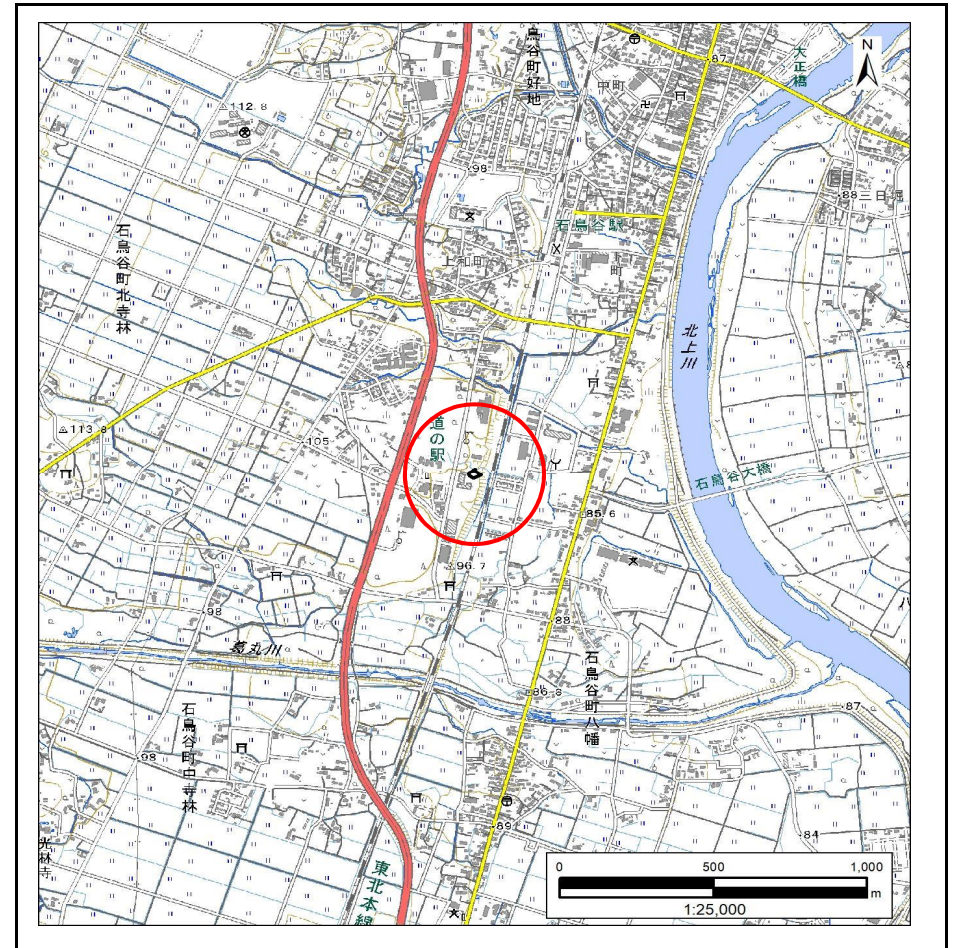 鳥谷町好地
大正橋
N
87
中町
112.8
98
88
三日堀
石鳥谷駅
上和田
町
石鳥谷町北寺林
北上川
113.8
105
道の駅
石鳥谷大橋
85.6
96.7
98
88
葛丸川
石鳥谷町八幡
86.8
87
石鳥谷町中寺林
98
89
84
光林寺
東北本線
0 500 1,000
m
1:25,000